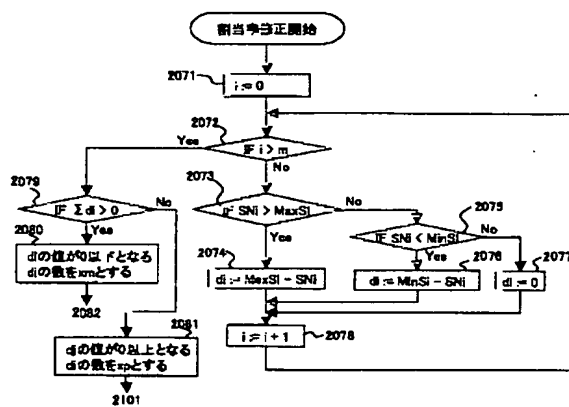 割当率修正開始
2071
i := 0
2072
Yes
IF i > m
No
2079
2073
IF Σdi > 0
No
IF SNi > MaxSi
No
2075
2080
Yes
Yes
IF SNi < MinSi
No
diの値が0以下となる
diの数をxmとする
2074
di := MaxSi − SNi
Yes
2076
di := MinSi − SNi
2077
di := 0
2082
2081
diの値が0以上となる
diの数をxpとする
i := i + 1
2078
2101